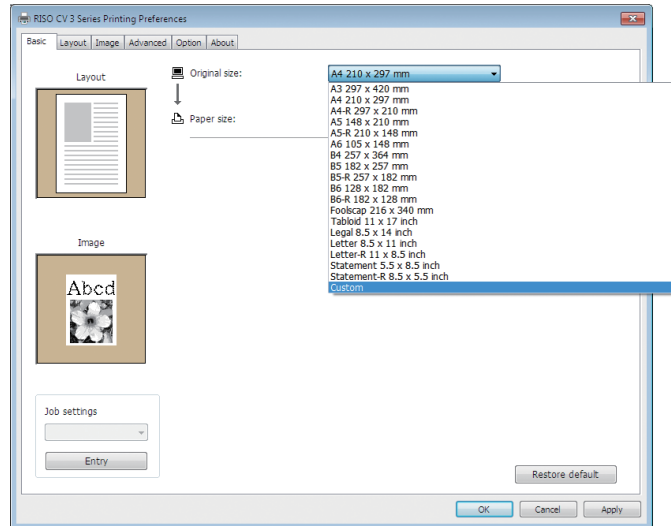 RISO CV 3 Series Printing Preferences
Basic Layout Image Advanced Option About
Layout
Original size:
A4 210 x 297 mm
Paper size:
A3 297 x 420 mm
A4 210 x 297 mm
A4-R 297 x 210 mm
A5 148 x 210 mm
A5-R 210 x 148 mm
A6 105 x 148 mm
B4 257 x 364 mm
B5 182 x 257 mm
B5-R 257 x 182 mm
B6 128 x 182 mm
B6-R 182 x 128 mm
Foolscap 216 x 340 mm
Tabloid 11 x 17 inch
Legal 8.5 x 14 inch
Letter 8.5 x 11 inch
Letter-R 11 x 8.5 inch
Statement 5.5 x 8.5 inch
Statement-R 8.5 x 5.5 inch
Custom
Image
Abcd
Job settings
Entry
Restore default
OK Cancel Apply